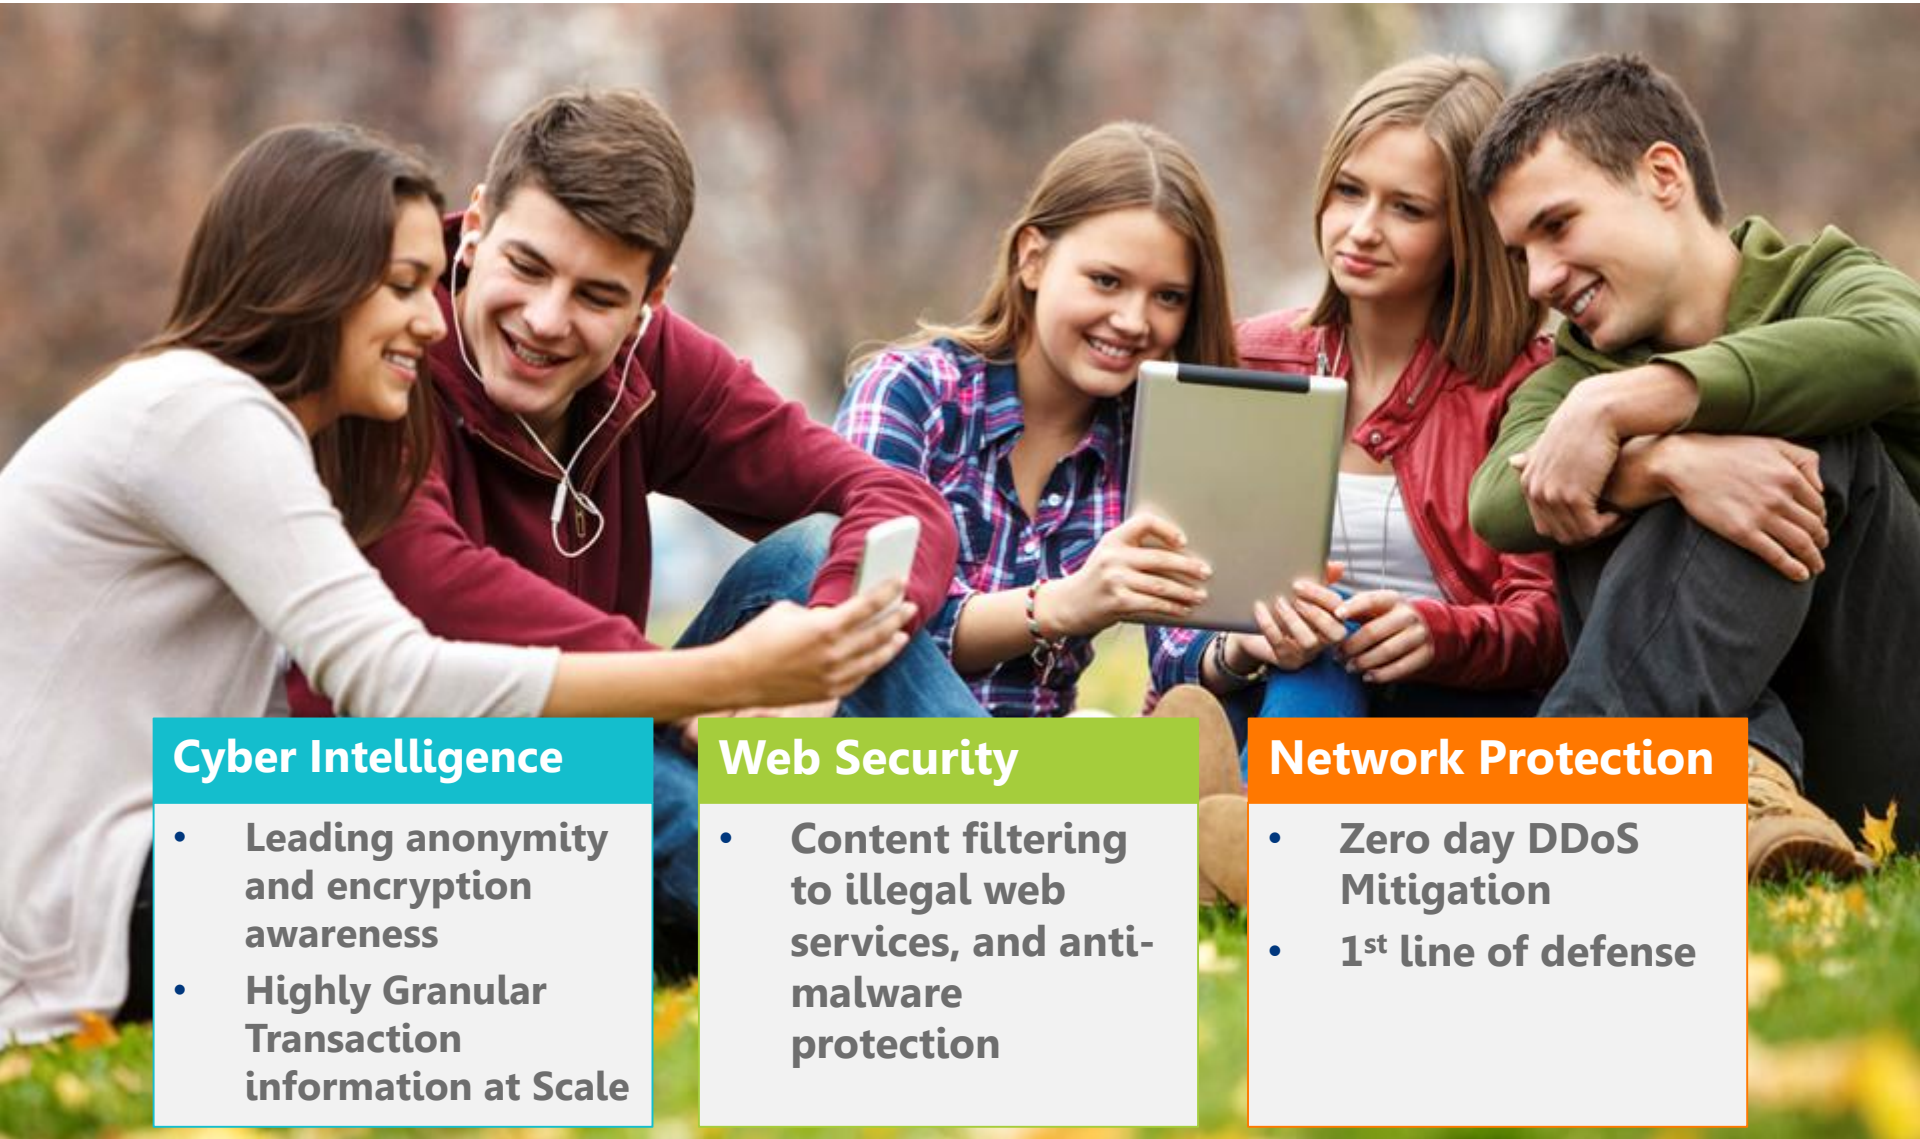 Cyber Intelligence
• Leading anonymity
and encryption
awareness
• Highly Granular
Transaction
information at Scale
Web Security
• Content filtering
to illegal web
services, and anti-
malware
protection
Network Protection
• Zero day DDoS
Mitigation
• 1st line of defense